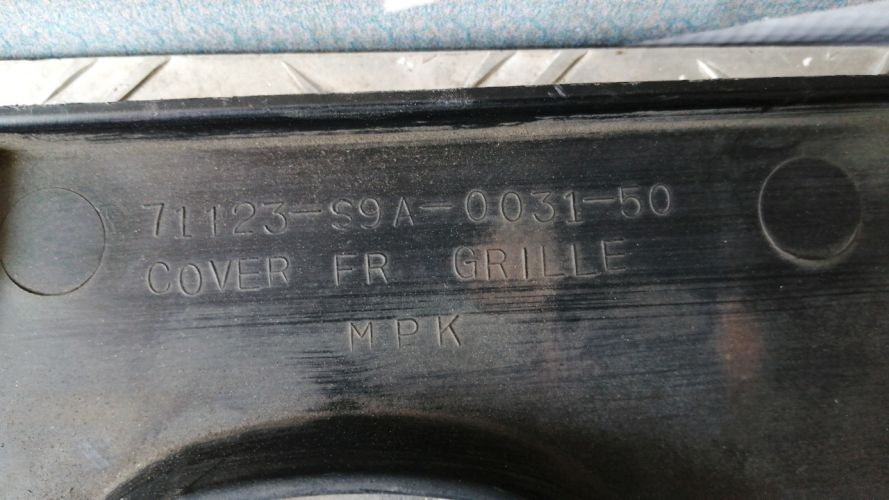 71123-S9A-0031-50
COVER FR GRILLE
MPK